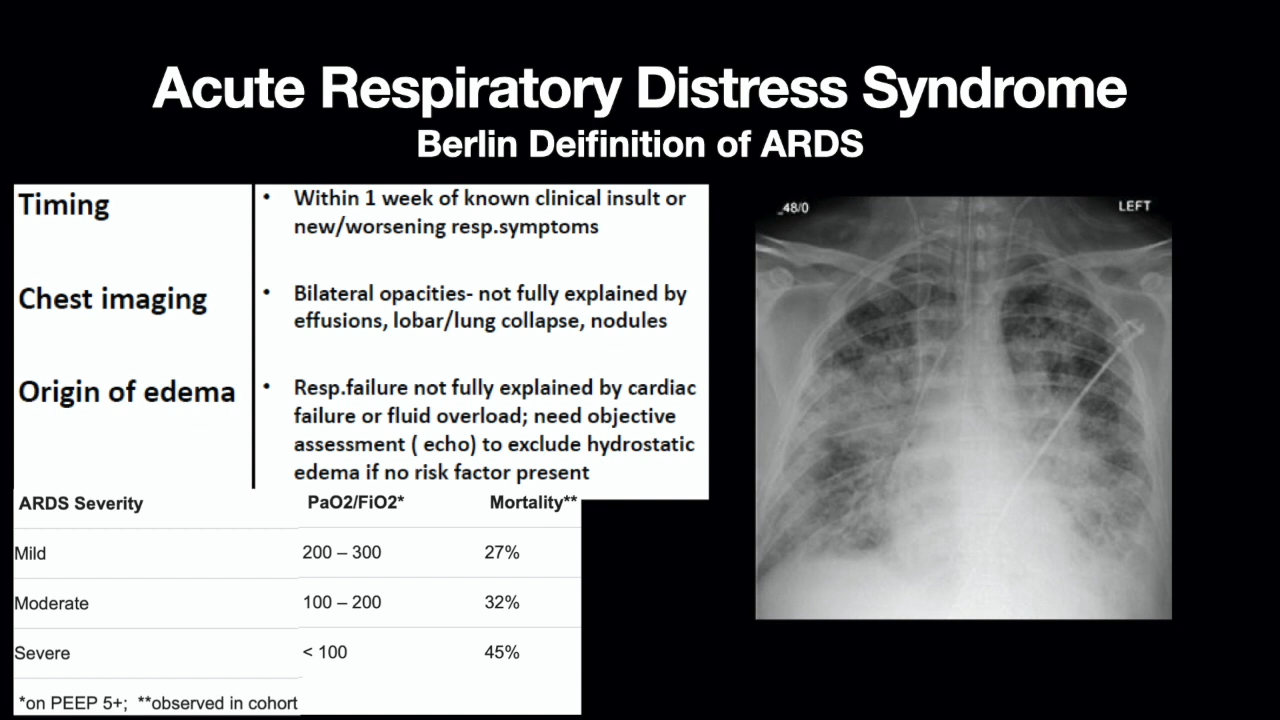 Acute Respiratory Distress Syndrome
Berlin Deifinition of ARDS
Timing
• Within 1 week of known clinical insult or
new/worsening resp.symptoms
Chest imaging
• Bilateral opacities- not fully explained by
effusions, lobar/lung collapse, nodules
Origin of edema
• Resp.failure not fully explained by cardiac
failure or fluid overload; need objective
assessment ( echo) to exclude hydrostatic
edema if no risk factor present
ARDS Severity PaO2/FiO2* Mortality**
Mild 200 – 300 27%
Moderate 100 – 200 32%
Severe < 100 45%
*on PEEP 5+; **observed in cohort
_48/0
LEFT